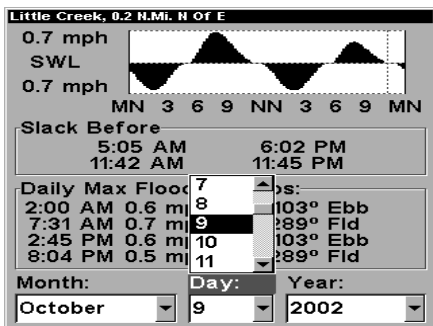 Little Creek, 0.2 N.Mi. N Of E
0.7 mph
SWL
0.7 mph
MN 3 6 9 NN 3 6 9 MN
Slack Before
5:05 AM 6:02 PM
11:42 AM 11:45 PM
Daily Max
2:00 AM 0.6 103º Ebb
7:31 AM 0.7 289º Fld
2:45 PM 0.6 103º Ebb
8:04 PM 0.5 289º Fld
7
8
9
10
11
Month: Day: Year:
October 9 2002